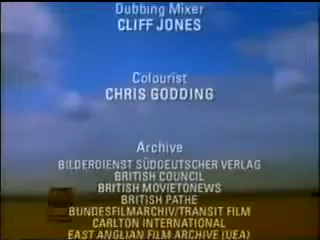 Dubbing Mixer
CLIFF JONES
Colourist
CHRIS GODDING
Archive
BILDERDIENST SÜDDEUTSCHER VERLAG
BRITISH COUNCIL
BRITISH MOVIETONEWS
BRITISH PATHE
BUNDESFILMARCHIV/TRANSIT FILM
CARLTON INTERNATIONAL
EAST ANGLIAN FILM ARCHIVE (UEA)